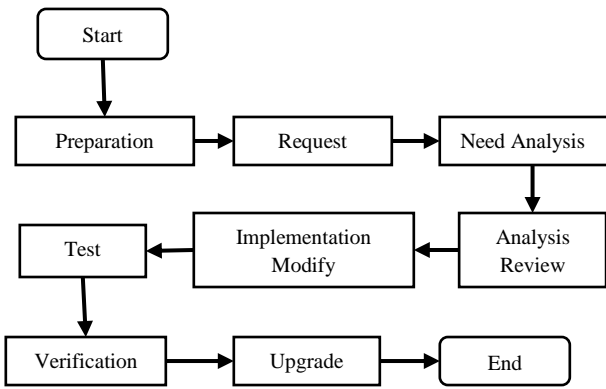 Start
Preparation
Request
Need Analysis
Analysis
Review
Implementation
Modify
Test
Verification
Upgrade
End